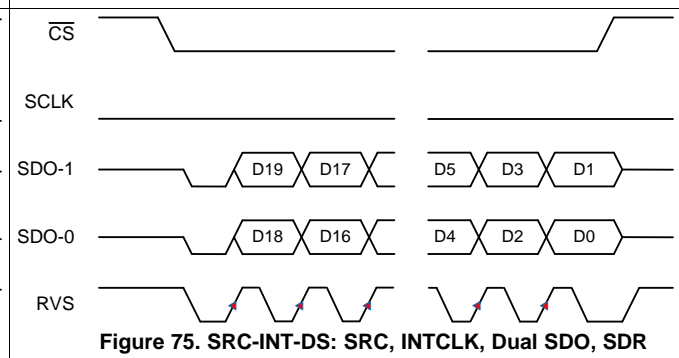 CS
SCLK
SDO-1 D19 D17 D5 D3 D1
SDO-0 D18 D16 D4 D2 D0
RVS
Figure 75. SRC-INT-DS: SRC, INTCLK, Dual SDO, SDR